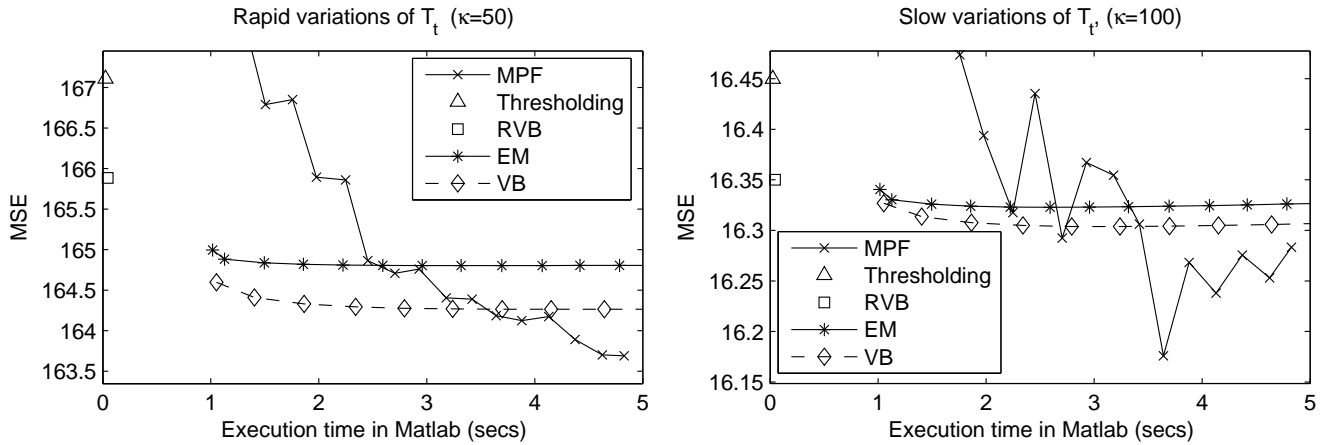 Rapid variations of T_t (κ=50)
167
166.5
166
165.5
165
164.5
164
163.5
MSE
0 1 2 3 4 5
Execution time in Matlab (secs)
MPF
Thresholding
RVB
EM
VB
Slow variations of T_t, (κ=100)
16.45
16.4
16.35
16.3
16.25
16.2
16.15
MSE
0 1 2 3 4 5
Execution time in Matlab (secs)
MPF
Thresholding
RVB
EM
VB